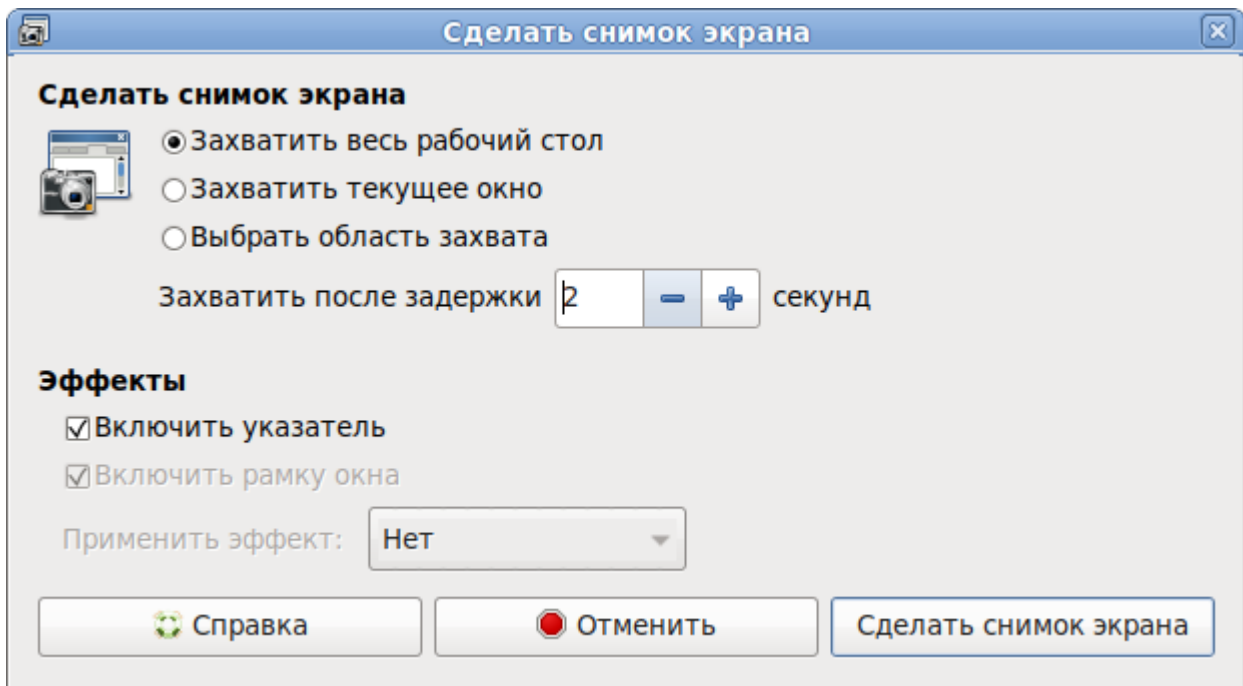 Сделать снимок экрана
Сделать снимок экрана
Захватить весь рабочий стол
Захватить текущее окно
Выбрать область захвата
Захватить после задержки 2 секунд
Эффекты
Включить указатель
Включить рамку окна
Применить эффект: Нет
Справка Отменить Сделать снимок экрана